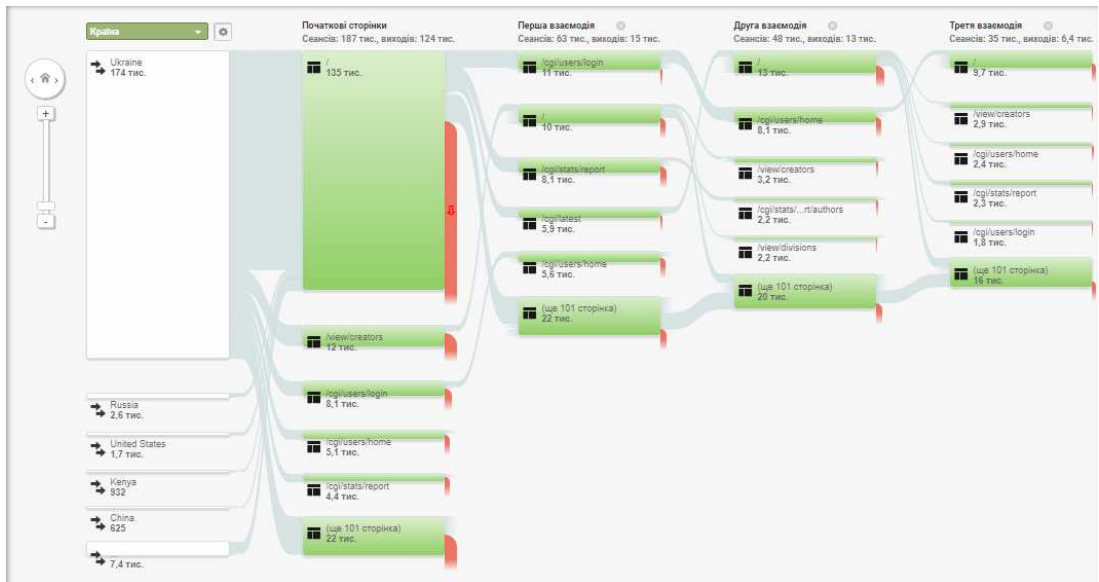 Країна
Ukraine
174 тис.
Russia
2,6 тис.
United States
1,7 тис.
Kenya
932
China
625
...
7,4 тис.
Початкові сторінки
Сеансів: 187 тис., виходів: 124 тис.
/
135 тис.
/view/creators
12 тис.
/cgi/users/login
8,1 тис.
/cgi/users/home
5,1 тис.
/cgi/stats/report
4,4 тис.
(ще 101 сторінка)
22 тис.
Перша взаємодія
Сеансів: 63 тис., виходів: 15 тис.
/cgi/users/login
11 тис.
/
10 тис.
/cgi/stats/report
8,1 тис.
/cgi/latest
5,9 тис.
/cgi/users/home
5,6 тис.
(ще 101 сторінка)
22 тис.
Друга взаємодія
Сеансів: 48 тис., виходів: 13 тис.
/
13 тис.
/cgi/users/home
8,1 тис.
/view/creators
3,2 тис.
/cgi/stats/...rt/authors
2,2 тис.
/view/divisions
2,2 тис.
(ще 101 сторінка)
20 тис.
Третя взаємодія
Сеансів: 35 тис., виходів: 6,4 тис.
/
9,7 тис.
/view/creators
2,9 тис.
/cgi/users/home
2,4 тис.
/cgi/stats/report
2,3 тис.
/cgi/users/login
1,8 тис.
(ще 101 сторінка)
16 тис.